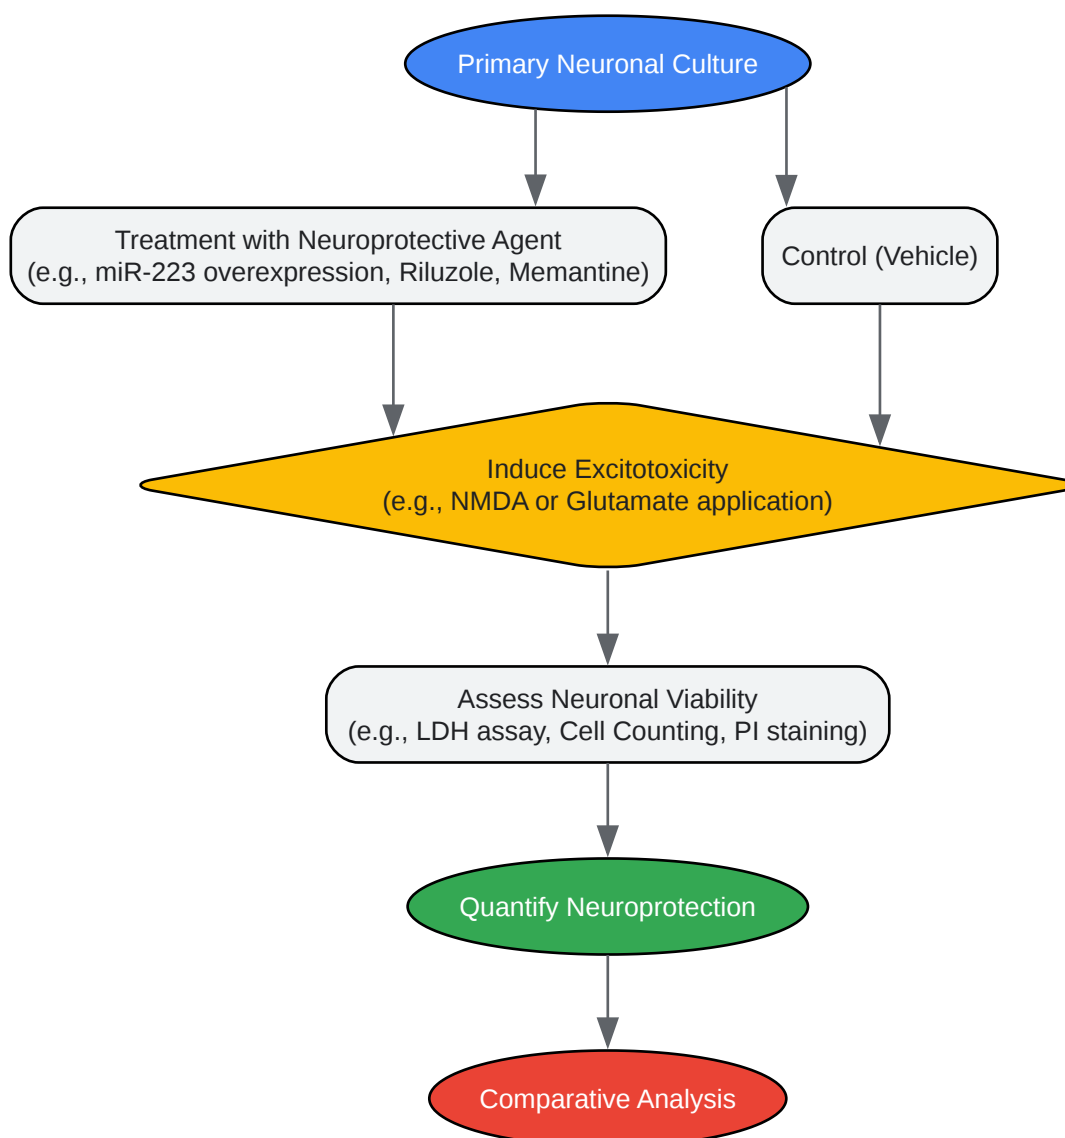 Primary Neuronal Culture
Treatment with Neuroprotective Agent
(e.g., miR-223 overexpression, Riluzole, Memantine)
Control (Vehicle)
Induce Excitotoxicity
(e.g., NMDA or Glutamate application)
Assess Neuronal Viability
(e.g., LDH assay, Cell Counting, PI staining)
Quantify Neuroprotection
Comparative Analysis